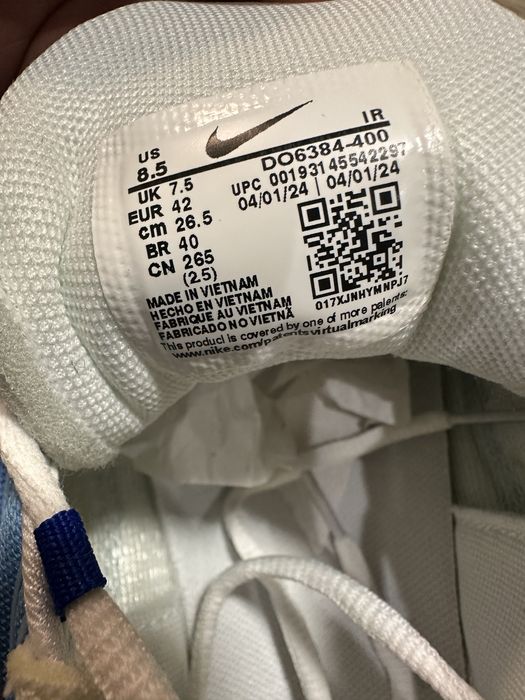 IR
US
8.5
UK 7.5
EUR 42
cm 26.5
BR 40
CN 265
(2.5)
DO6384-400
UPC 00193145542297
04/01/24 | 04/01/24
017XJNHYMNPJ7
MADE IN VIETNAM
HECHO EN VIETNAM
FABRIQUE AU VIETNAM
FABRICADO NO VIETNÃ
This product is covered by one of more patents:
www.nike.com/patentsvirtualmarking